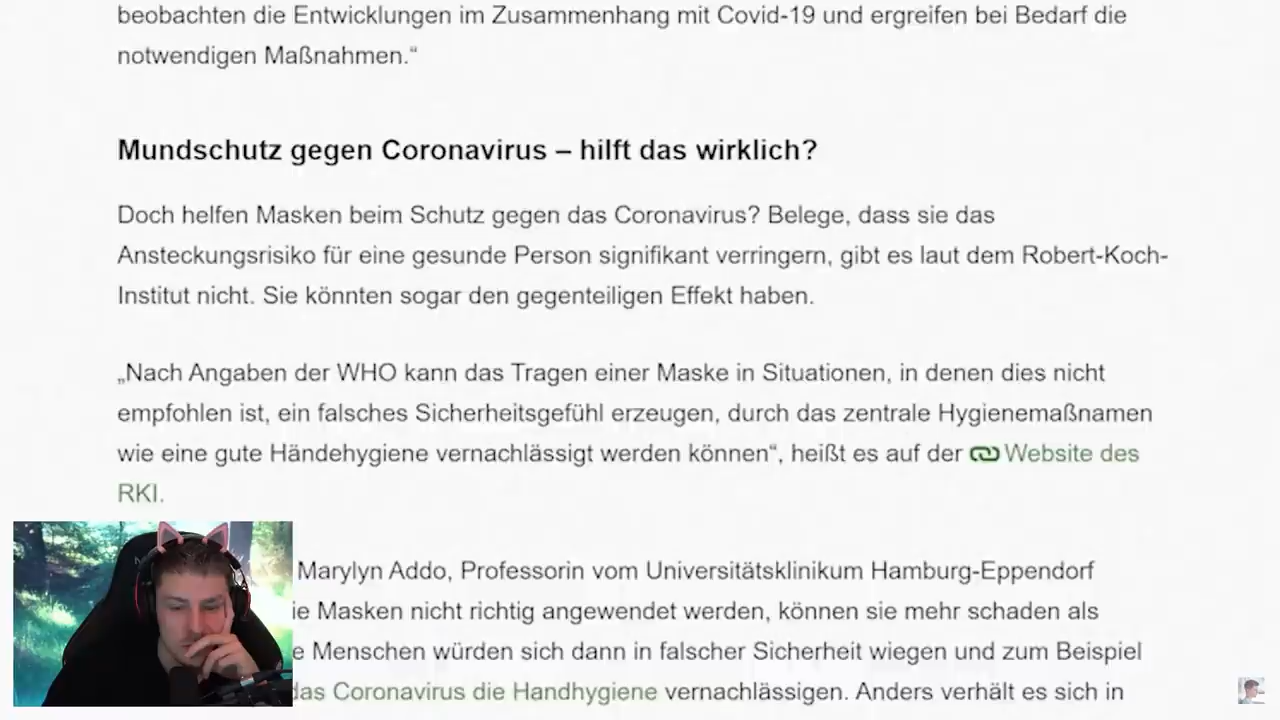 beobachten die Entwicklungen im Zusammenhang mit Covid-19 und ergreifen bei Bedarf die
notwendigen Maßnahmen.“
Mundschutz gegen Coronavirus – hilft das wirklich?
Doch helfen Masken beim Schutz gegen das Coronavirus? Belege, dass sie das
Ansteckungsrisiko für eine gesunde Person signifikant verringern, gibt es laut dem Robert-Koch-
Institut nicht. Sie könnten sogar den gegenteiligen Effekt haben.
„Nach Angaben der WHO kann das Tragen einer Maske in Situationen, in denen dies nicht
empfohlen ist, ein falsches Sicherheitsgefühl erzeugen, durch das zentrale Hygienemaßnamen
wie eine gute Händehygiene vernachlässigt werden können“, heißt es auf der Website des
RKI.
Marylyn Addo, Professorin vom Universitätsklinikum Hamburg-Eppendorf
ie Masken nicht richtig angewendet werden, können sie mehr schaden als
e Menschen würden sich dann in falscher Sicherheit wiegen und zum Beispiel
das Coronavirus die Handhygiene vernachlässigen. Anders verhält es sich in